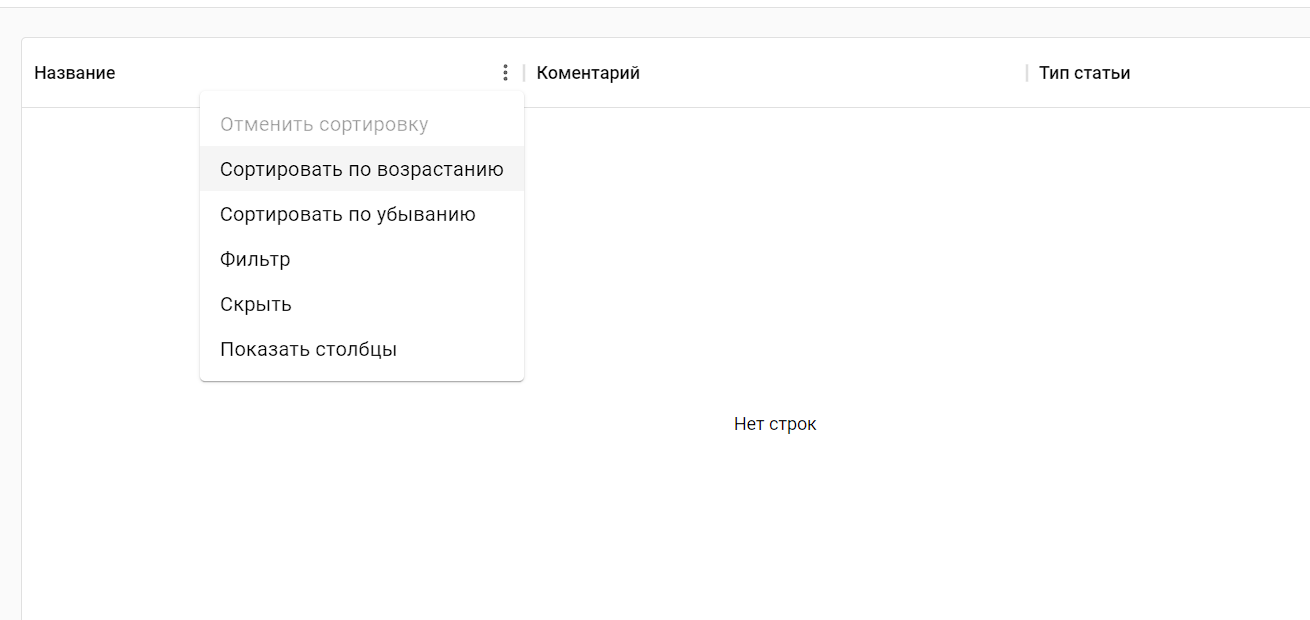 Название
Коментарий
Тип статьи
Отменить сортировку
Сортировать по возрастанию
Сортировать по убыванию
Фильтр
Скрыть
Показать столбцы
Нет строк